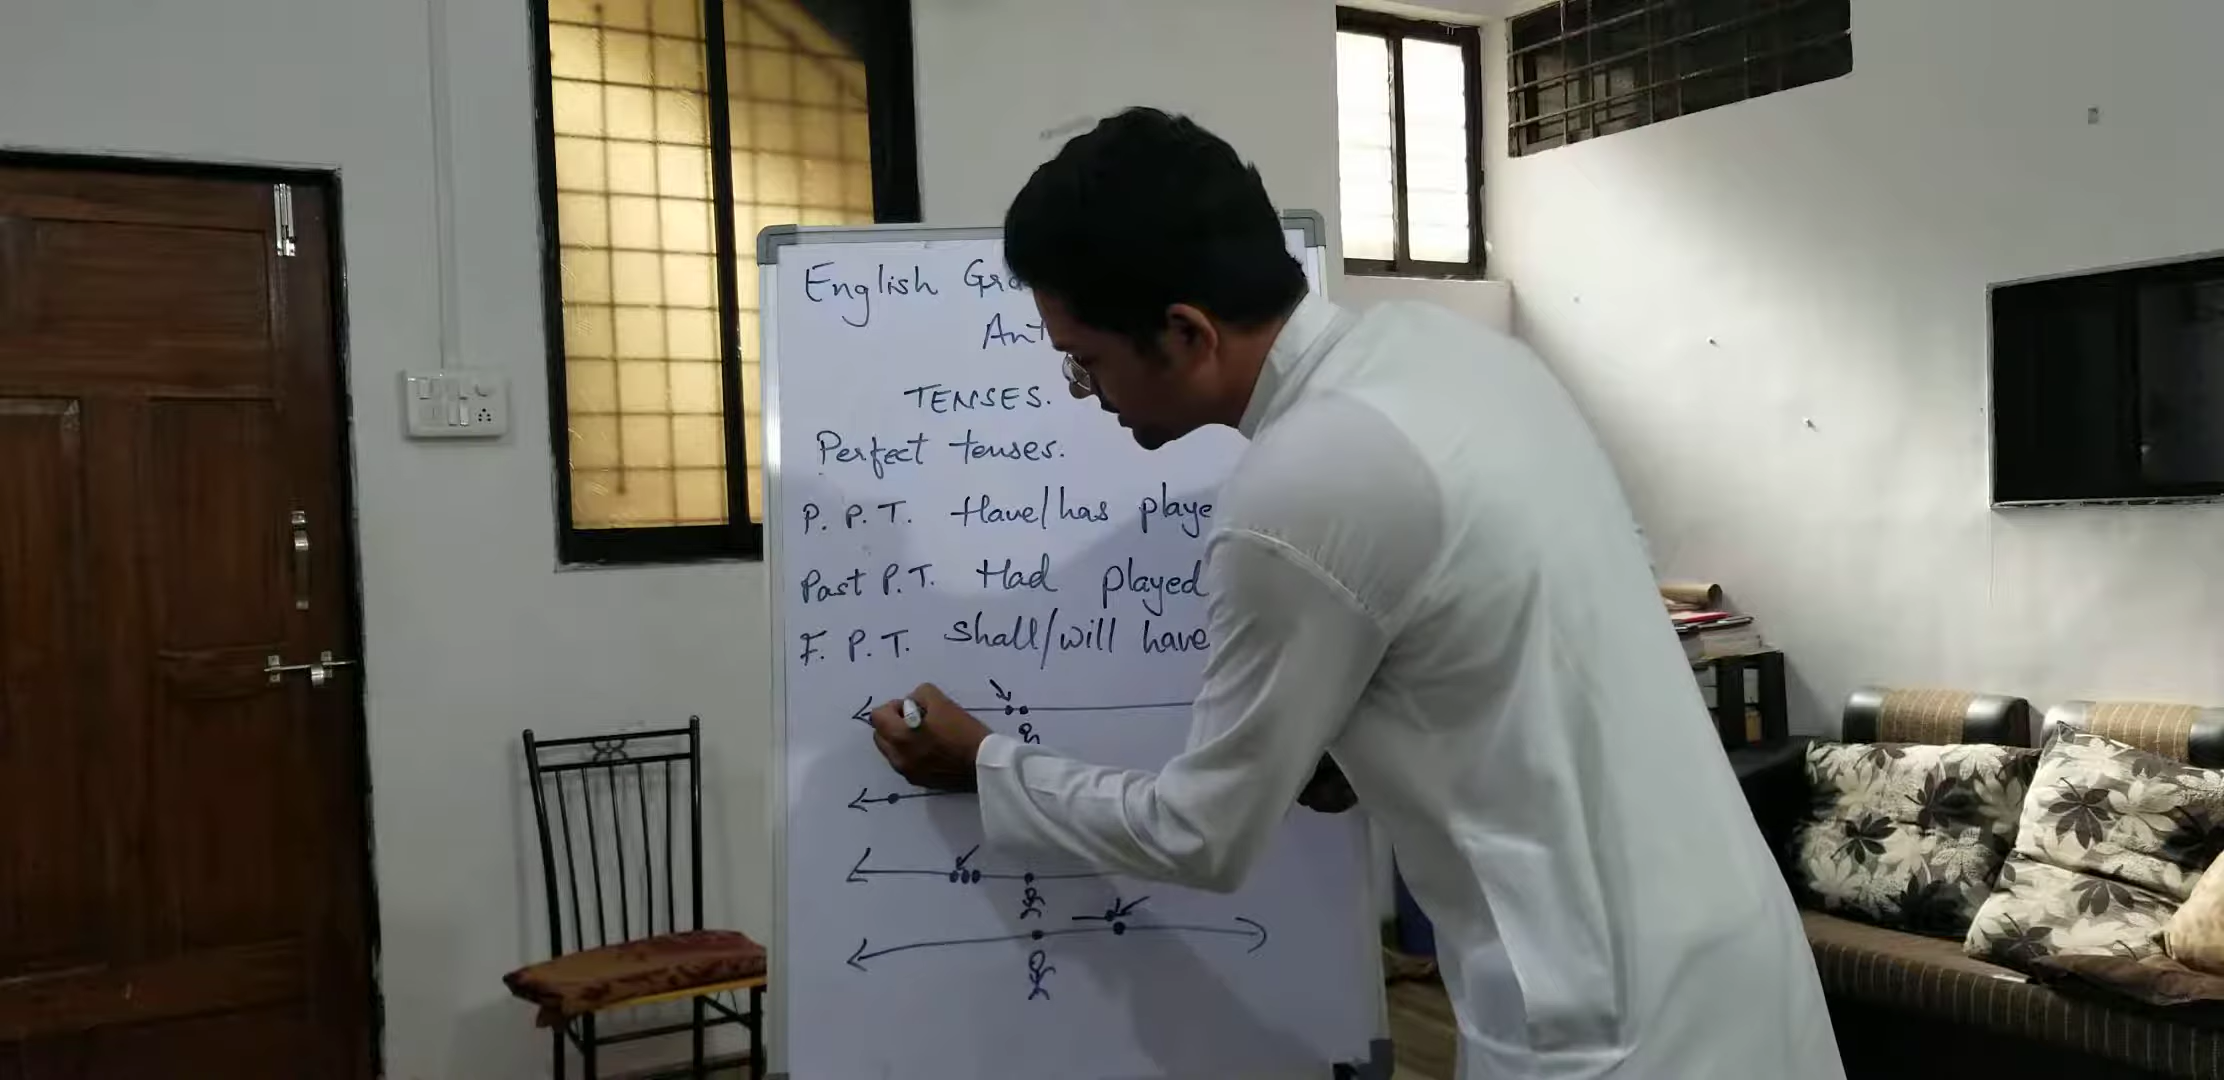 English Gra
Ant
TENSES.
Perfect tenses.
P. P. T. Have/has playe
Past P.T. Had played
F. P. T. Shall/will have